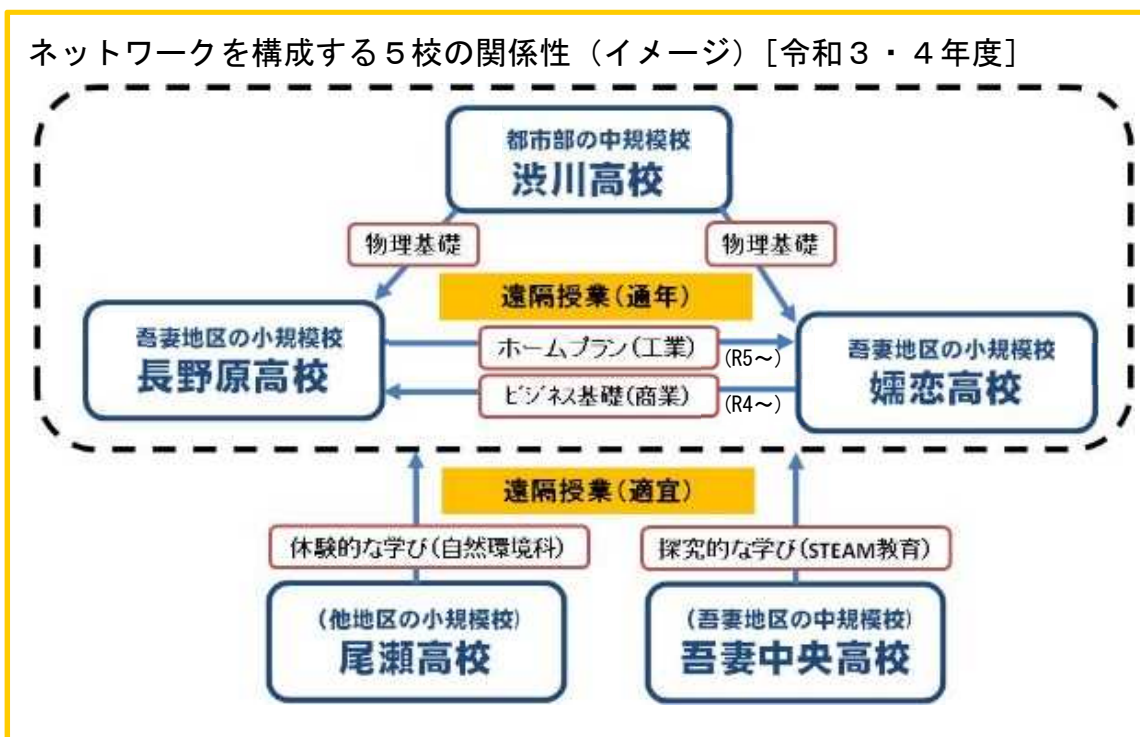 ネットワークを構成する５校の関係性（イメージ）［令和３・４年度］
都市部の中規模校
渋川高校
物理基礎
物理基礎
遠隔授業(通年)
吾妻地区の小規模校
長野原高校
ホームプラン(工業)
(R5～)
ビジネス基礎(商業)
(R4～)
吾妻地区の小規模校
嬬恋高校
遠隔授業(適宜)
体験的な学び(自然環境科)
探究的な学び(STEAM教育)
(他地区の小規模校)
尾瀬高校
(吾妻地区の中規模校)
吾妻中央高校